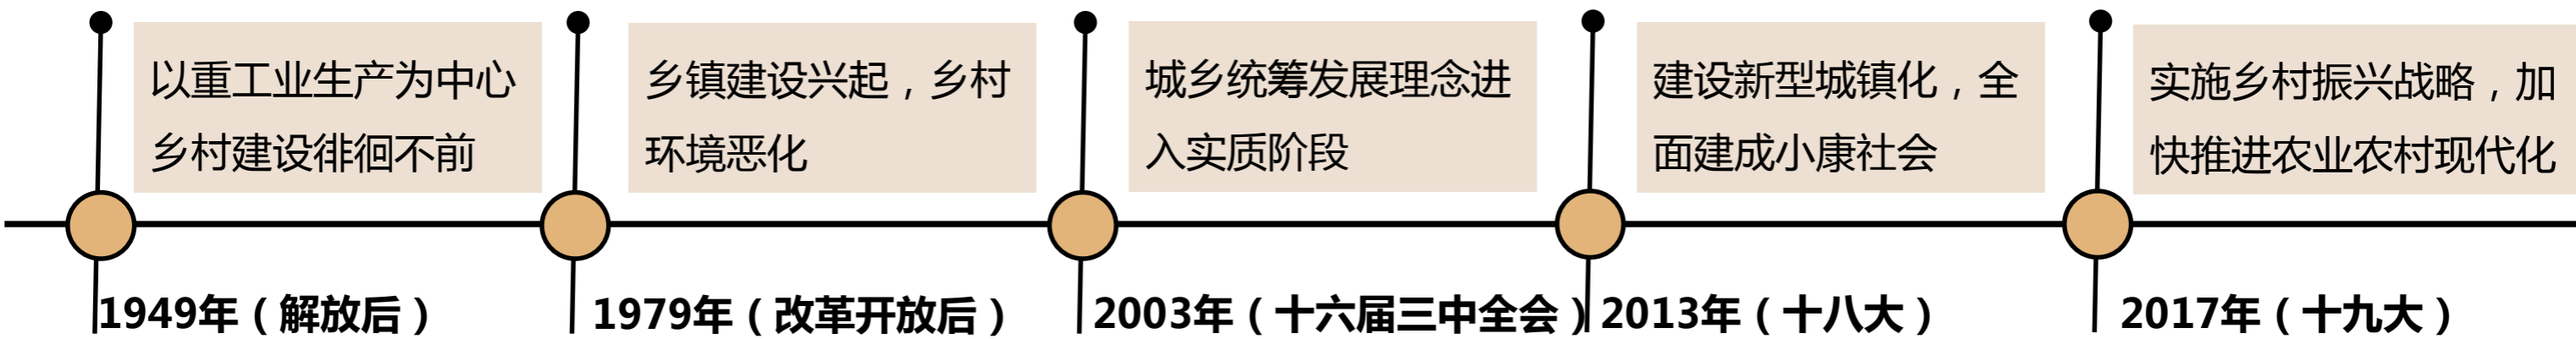 以重工业生产为中心
乡村建设徘徊不前
乡镇建设兴起，乡村
环境恶化
城乡统筹发展理念进
入实质阶段
建设新型城镇化，全
面建成小康社会
实施乡村振兴战略，加
快推进农业农村现代化
1949年（解放后）
1979年（改革开放后）
2003年（十六届三中全会）
2013年（十八大）
2017年（十九大）